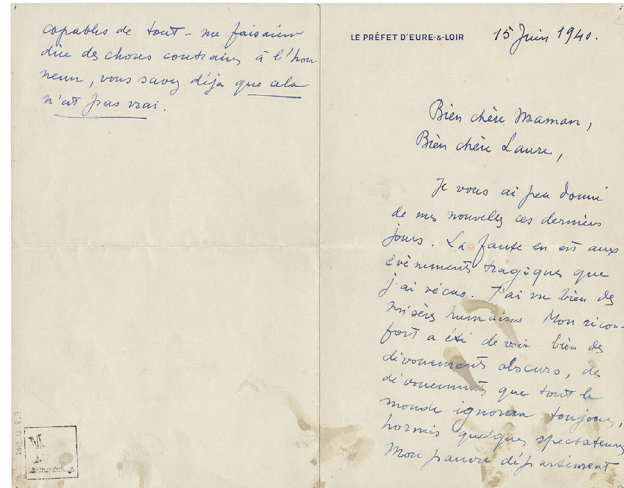 capables de tout - me faisaient
dire des choses contraires à l'hon
neur, vous savez déjà que cela
n'est pas vrai.
LE PRÉFET D'EURE-&-LOIR
15 Juin 1940.
Bien chère Maman,
Bien chère Laure,
Je vous ai peu donné
de mes nouvelles ces derniers
jours. La faute en est aux
évènements tragiques que
j'ai vécus. J'ai vu bien des
misères humaines Mon récon-
fort a été de voir bien des
dévouements obscurs, des
dévouements que tout le
monde ignorera toujours,
hormis quelques spectateurs
Mon pauvre département